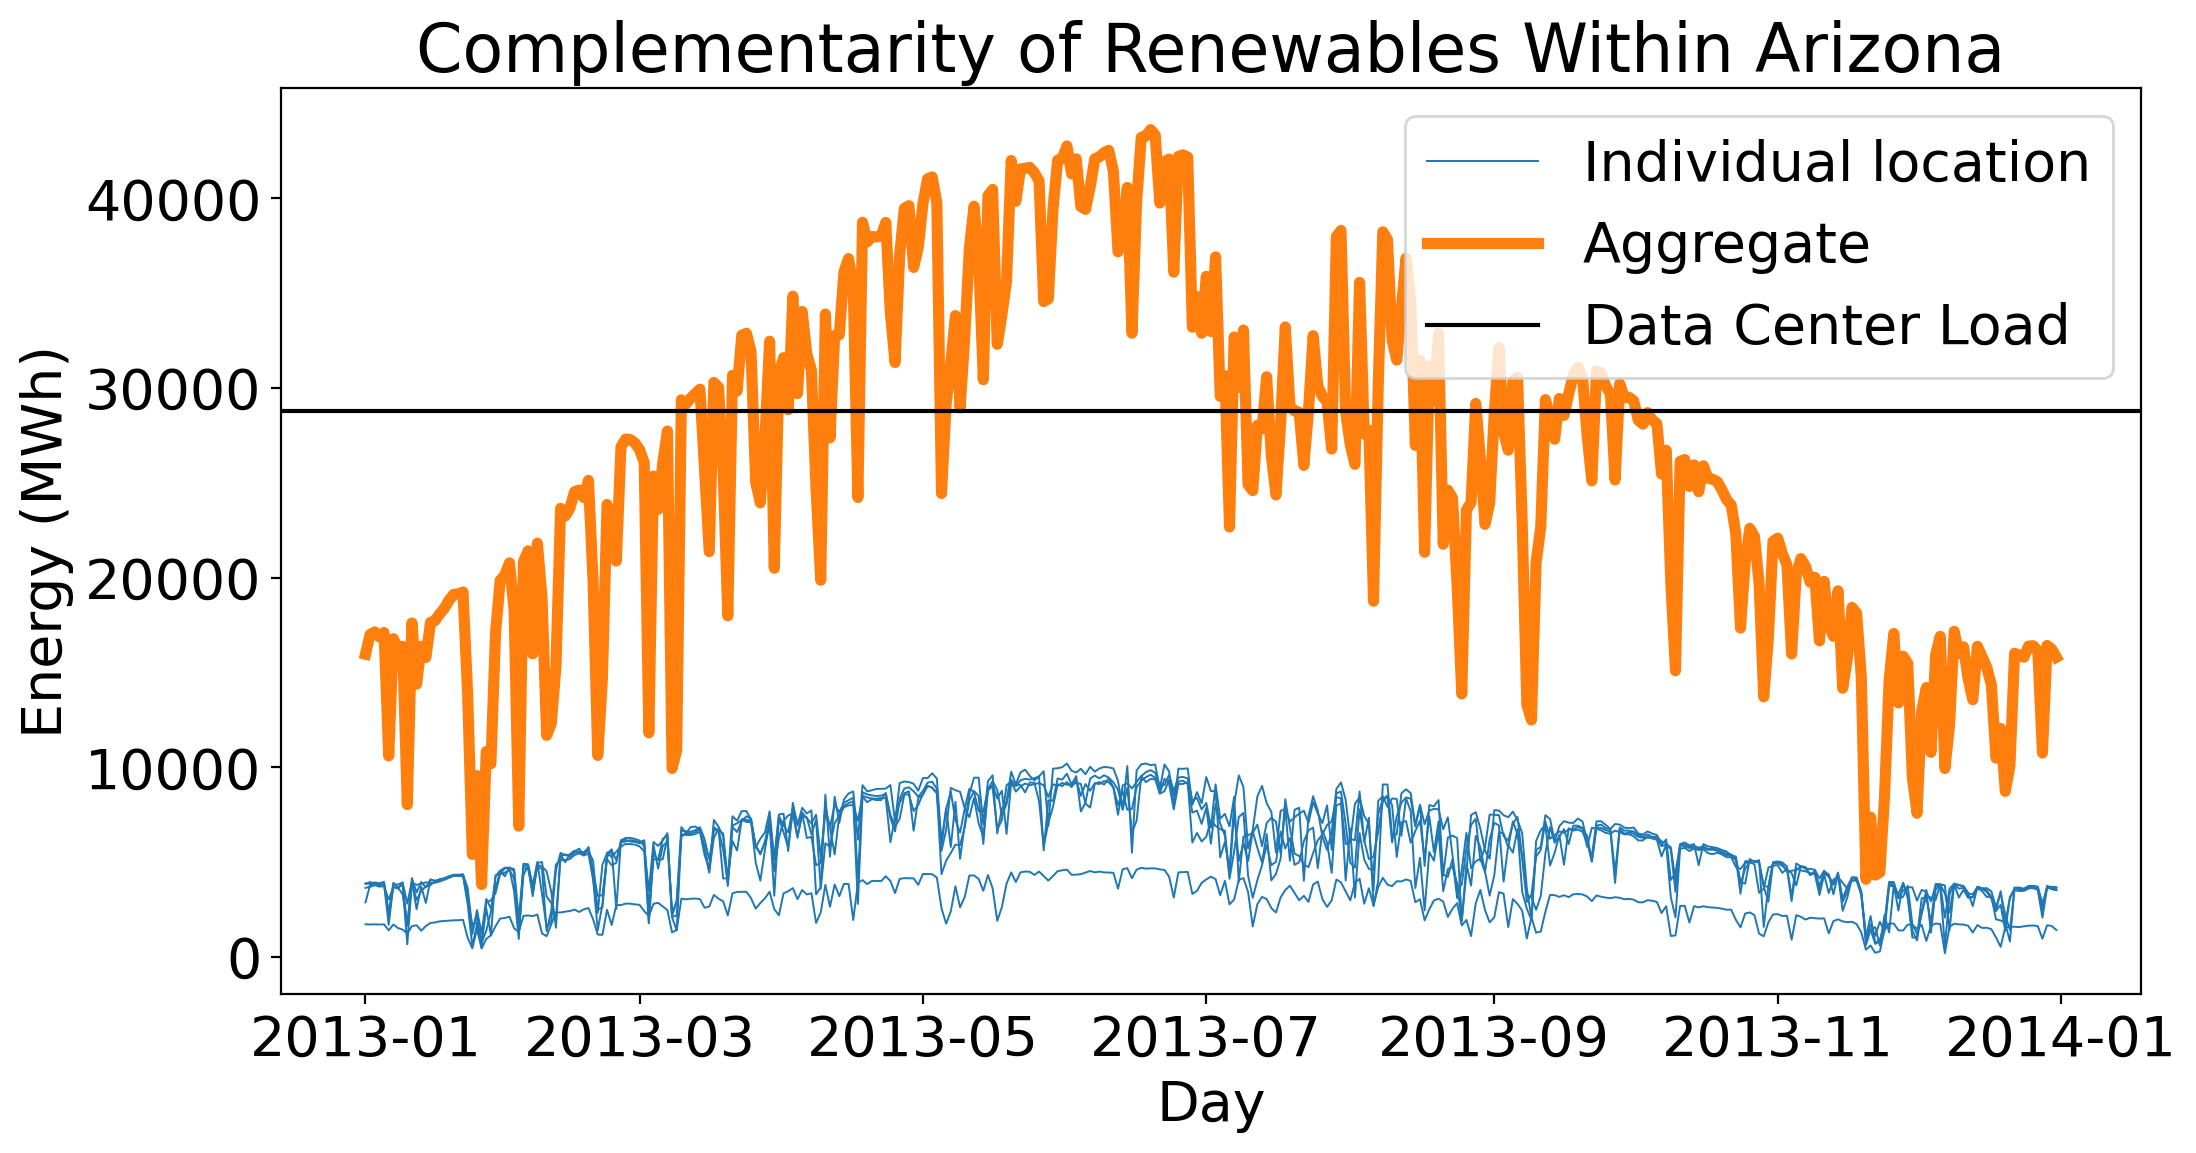 Complementarity of Renewables Within Arizona
Individual location
Aggregate
Data Center Load
Energy (MWh)
40000
30000
20000
10000
0
2013-01 2013-03 2013-05 2013-07 2013-09 2013-11 2014-01
Day